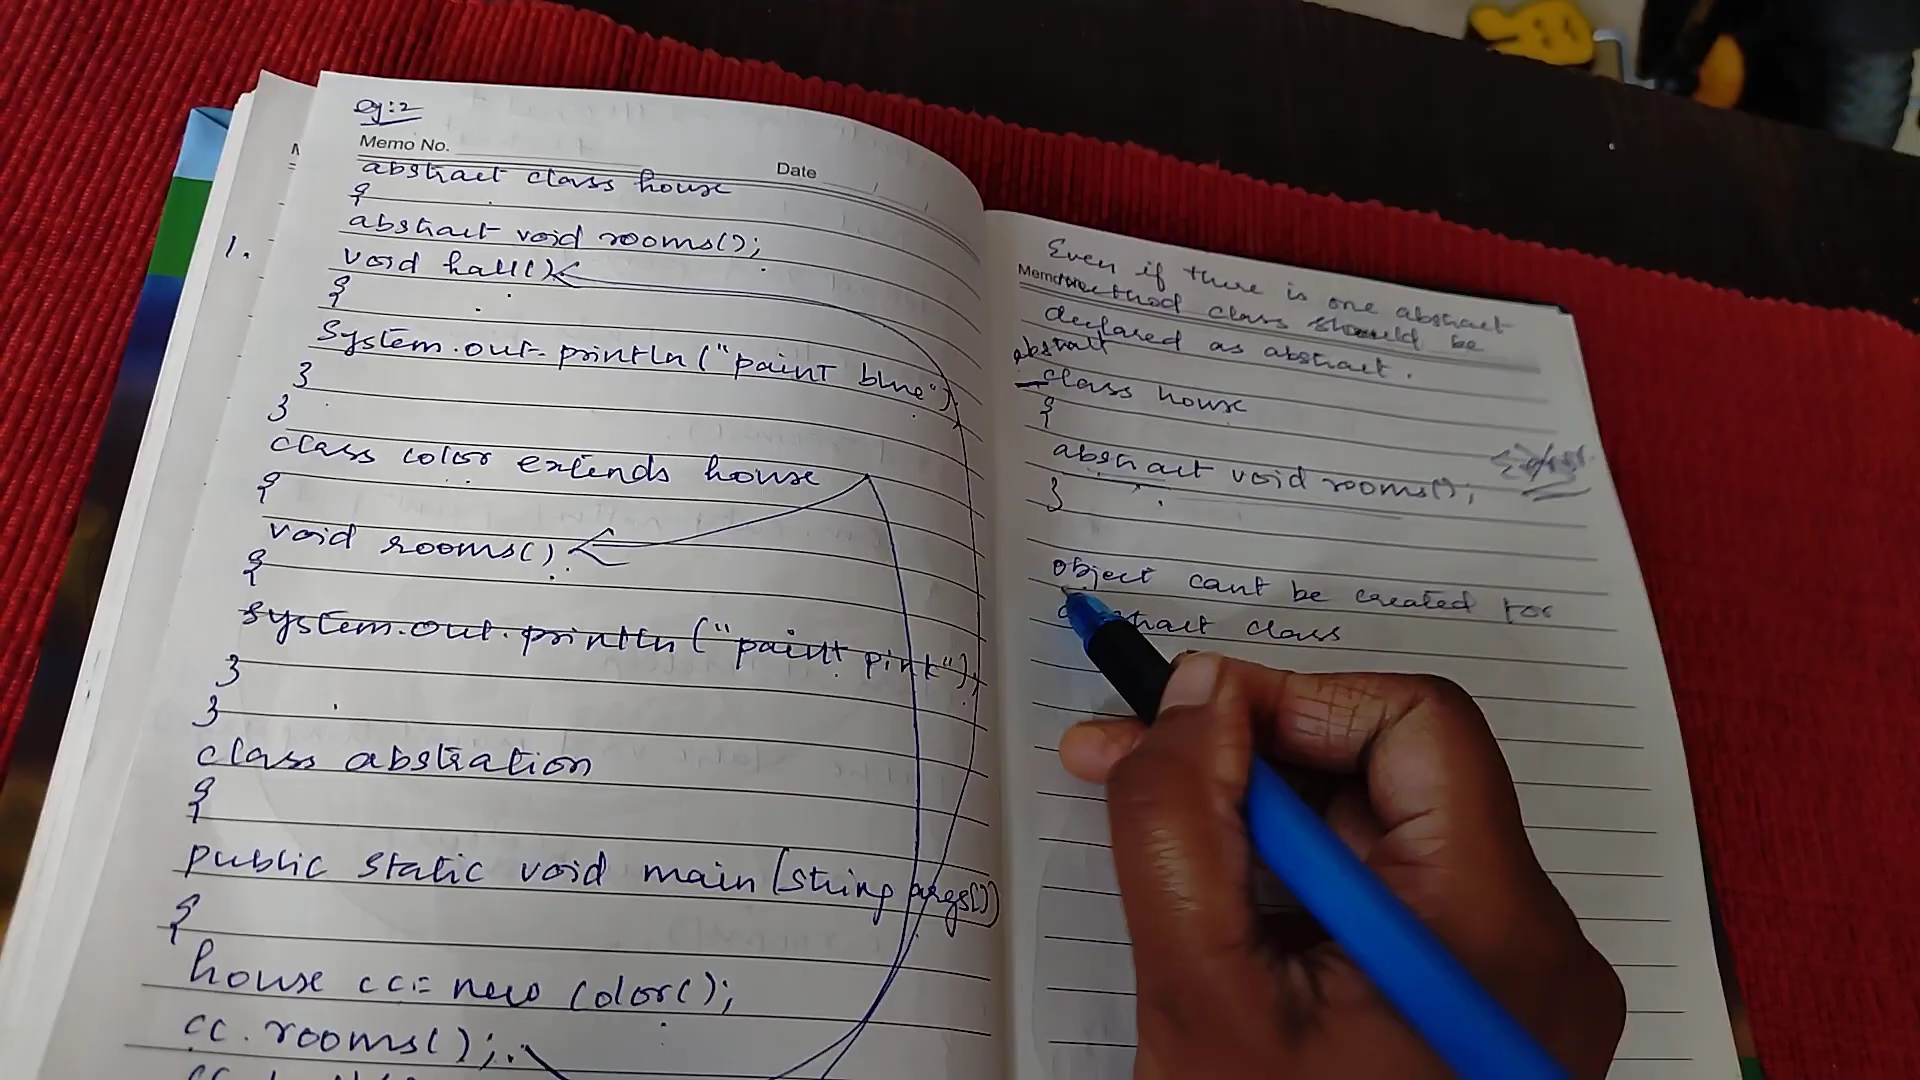 eg:2
Memo No.
Date
abstract class house
{
abstract void rooms();
void hall()
{
System.out.println("paint blue");
}
}
class color extends house
{
void rooms()
{
system.out.println("paint pink");
}
}
class abstration
{
public static void main(string args[])
{
house cc= new color();
cc.rooms();
1.
Even if there is one abstract
method class should be
declared as abstract.
abstract
class house
{
abstract void rooms();
}
object cant be created for
class